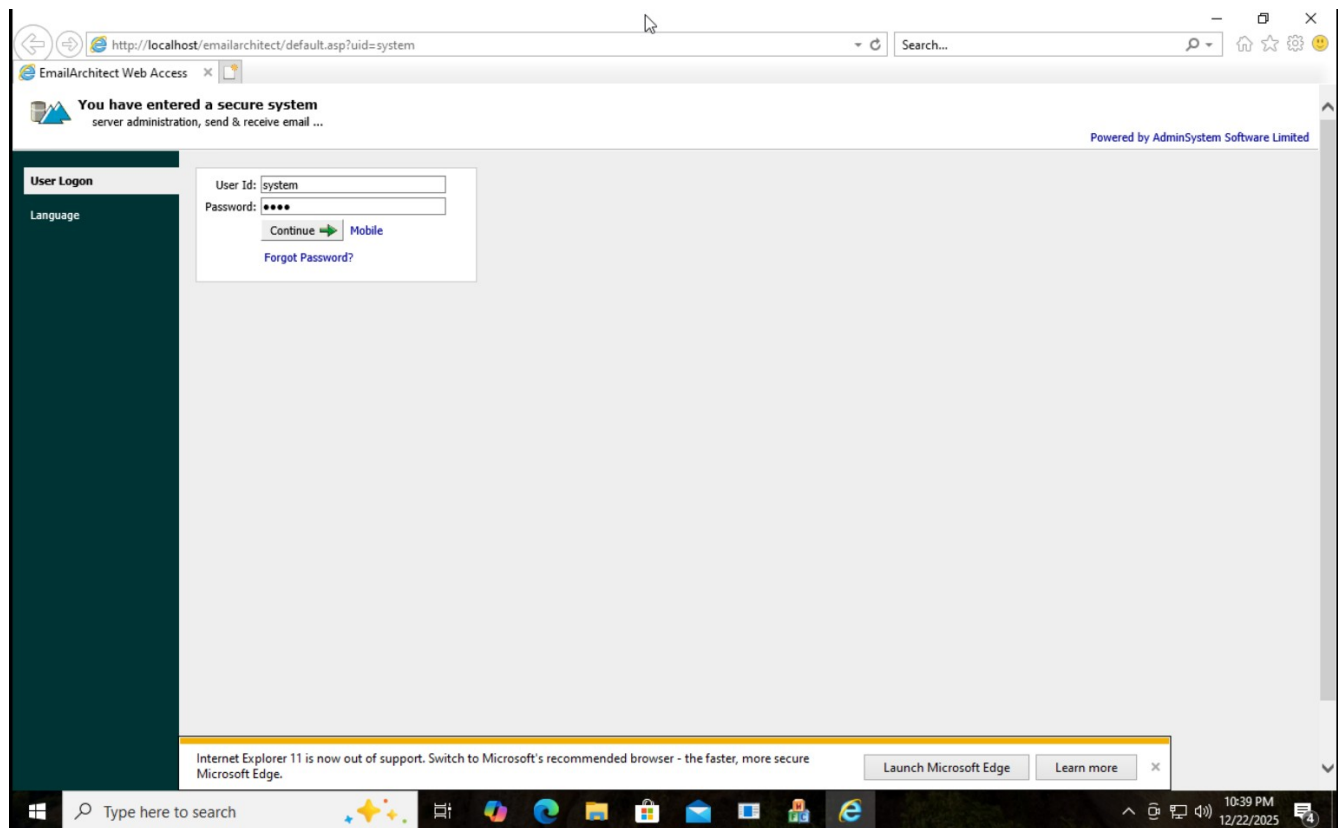 http://localhost/emailarchitect/default.asp?uid=system
Search...
EmailArchitect Web Access
You have entered a secure system
server administration, send & receive email ...
Powered by AdminSystem Software Limited
User Logon
Language
User Id: system
Password: ●●●●
Continue Mobile
Forgot Password?
Internet Explorer 11 is now out of support. Switch to Microsoft's recommended browser - the faster, more secure
Microsoft Edge.
Launch Microsoft Edge
Learn more
Type here to search
10:39 PM
12/22/2025
4